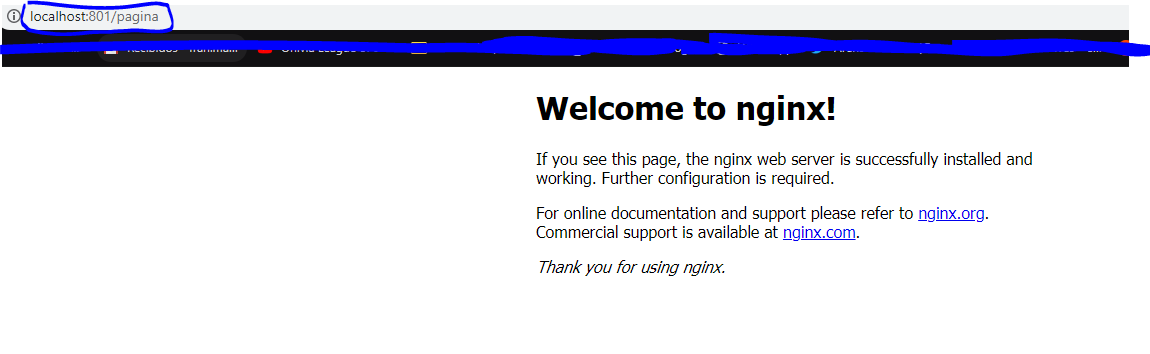 localhost:801/pagina
Welcome to nginx!
If you see this page, the nginx web server is successfully installed and
working. Further configuration is required.
For online documentation and support please refer to nginx.org.
Commercial support is available at nginx.com.
Thank you for using nginx.